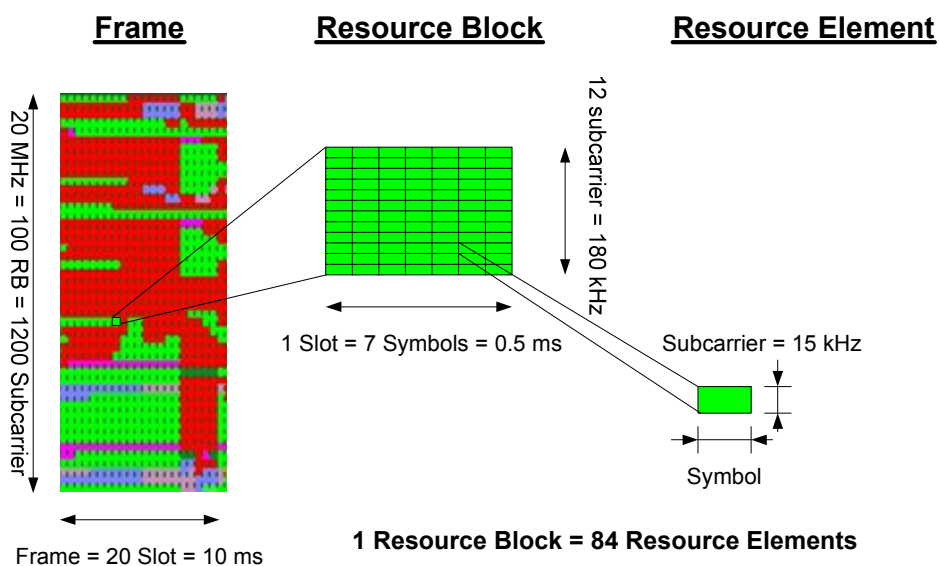 Frame
Resource Block
Resource Element
20 MHz = 100 RB = 1200 Subcarrier
12 subcarrier = 180 kHz
1 Slot = 7 Symbols = 0.5 ms
Subcarrier = 15 kHz
Symbol
Frame = 20 Slot = 10 ms
1 Resource Block = 84 Resource Elements